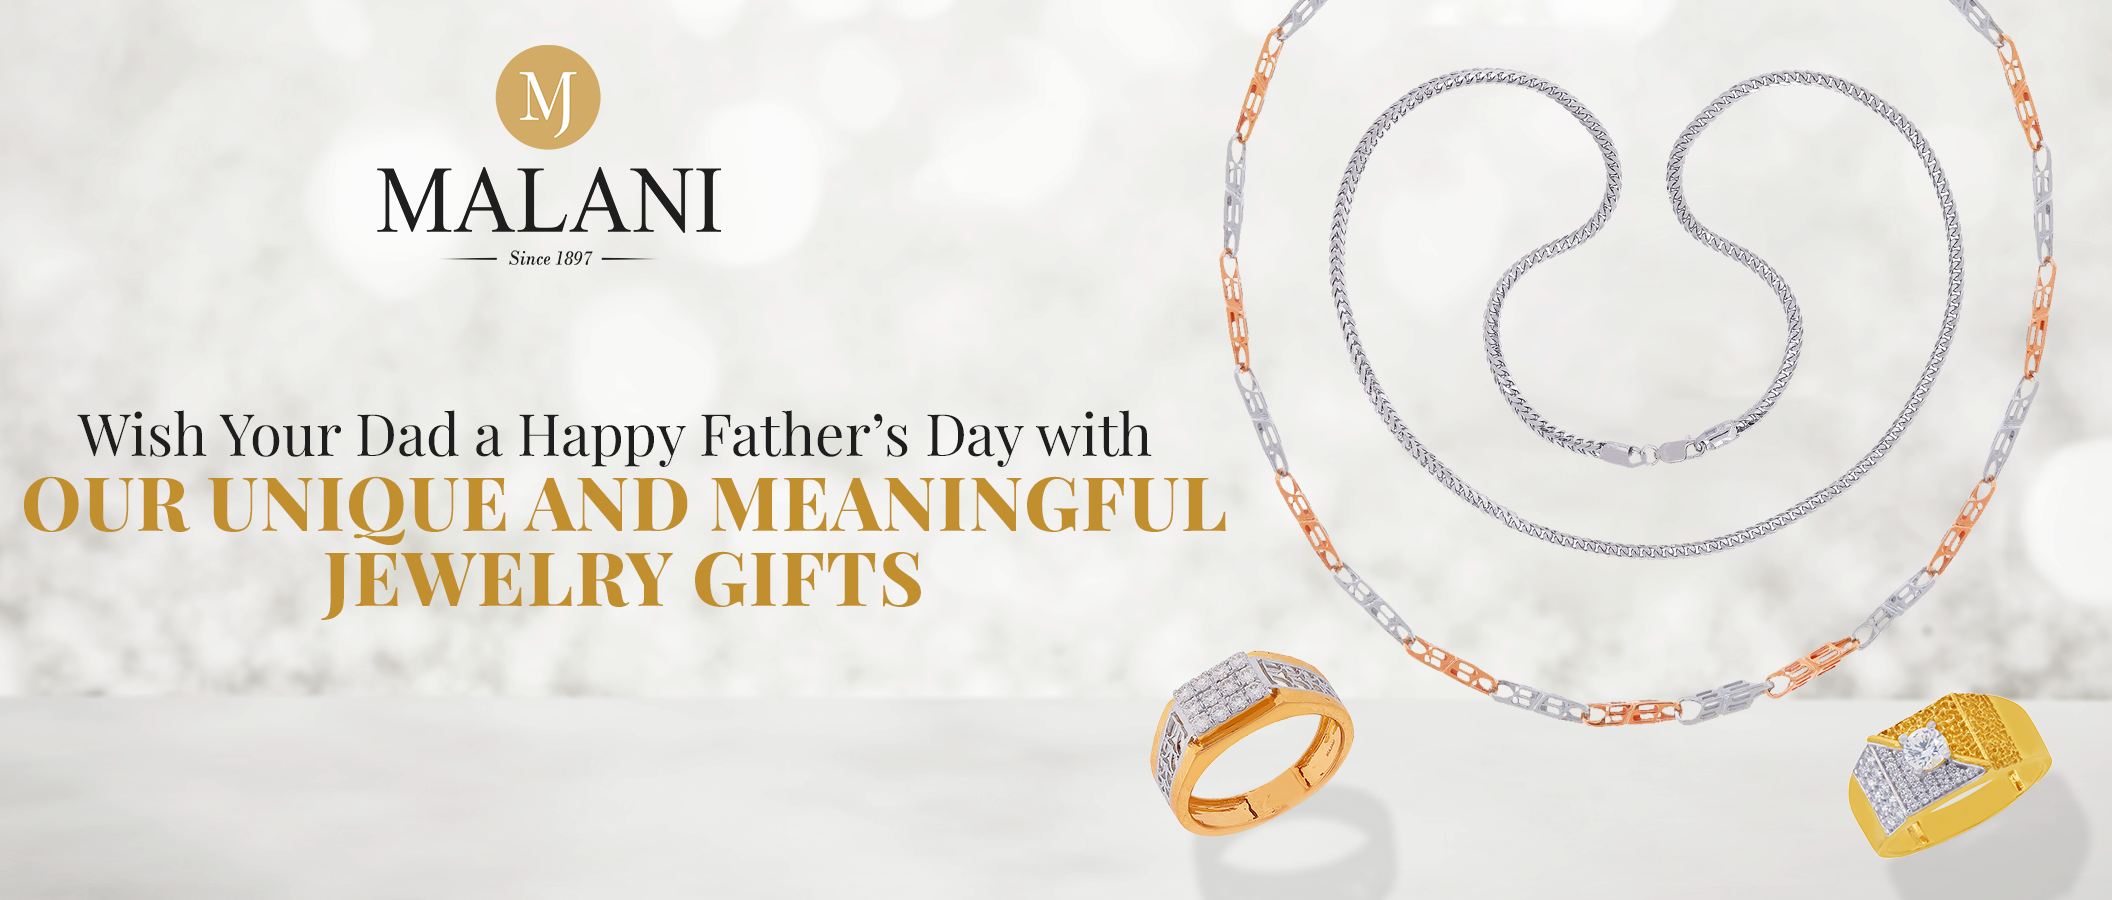 MJ
MALANI
Since 1897
Wish Your Dad a Happy Father’s Day with
OUR UNIQUE AND MEANINGFUL
JEWELRY GIFTS